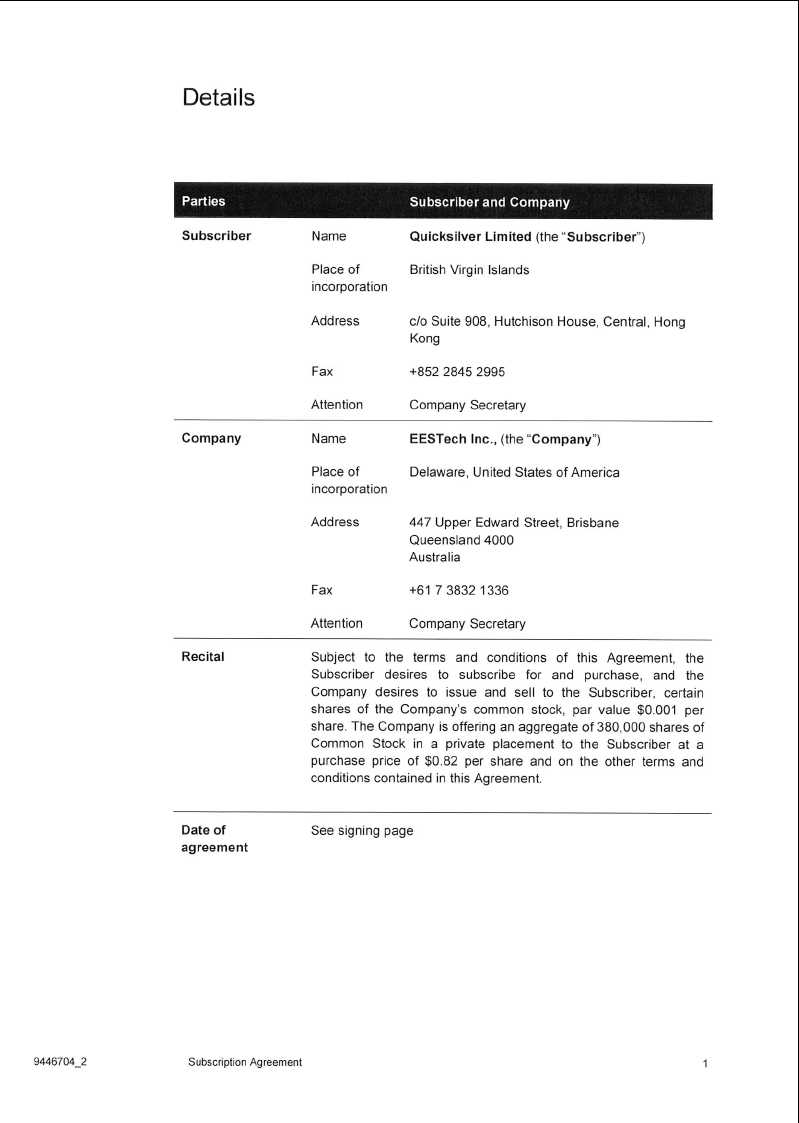 Details
Parties Subscriber and Company
Subscriber Name Quicksilver Limited (the “Subscriber”)
Place of British Virgin Islands
incorporation
Address c/o Suite 908, Hutchison House, Central, Hong
Kong
Fax +852 2845 2995
Attention Company Secretary
Company Name EESTech Inc., (the “Company”)
Place of Delaware, United States of America
incorporation
Address 447 Upper Edward Street, Brisbane
Queensland 4000
Australia
Fax +61 7 3832 1336
Attention Company Secretary
Recital Subject to the terms and conditions of this Agreement, the
Subscriber desires to subscribe for and purchase, and the
Company desires to issue and sell to the Subscriber, certain
shares of the Company’s common stock, par value $0.001 per
share. The Company is offering an aggregate of 380,000 shares of
Common Stock in a private placement to the Subscriber at a
purchase price of $0.82 per share and on the other terms and
conditions contained in this Agreement.
Date of See signing page
agreement
9446704_2 Subscription Agreement 1